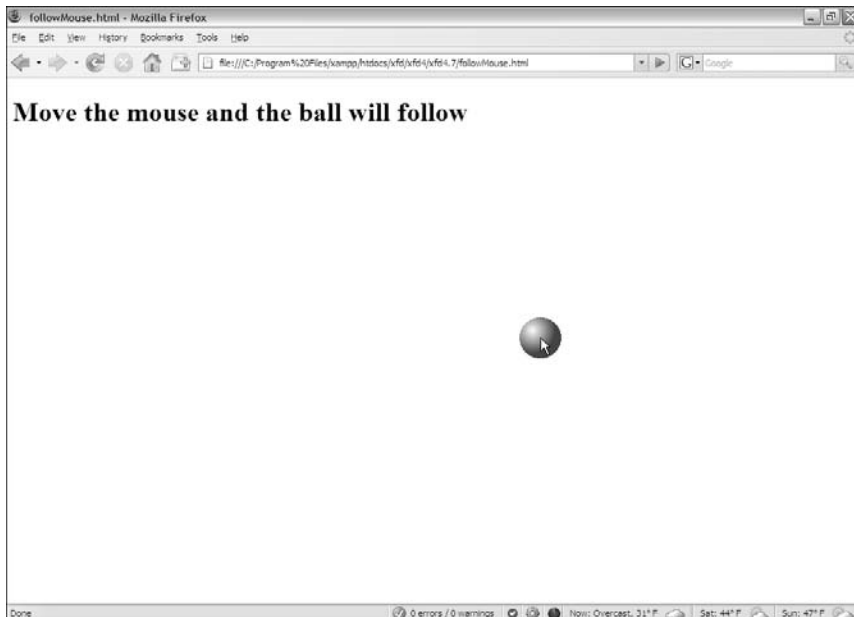 followMouse.html - Mozilla Firefox
File Edit View History Bookmarks Tools Help
file:///C:/Program%20Files/xampp/htdocs/xfd/xfd4/xfd4.7/followMouse.html
G Google
Move the mouse and the ball will follow
Done 0 errors / 0 warnings Now: Overcast, 31° F Sat: 44° F Sun: 47° F